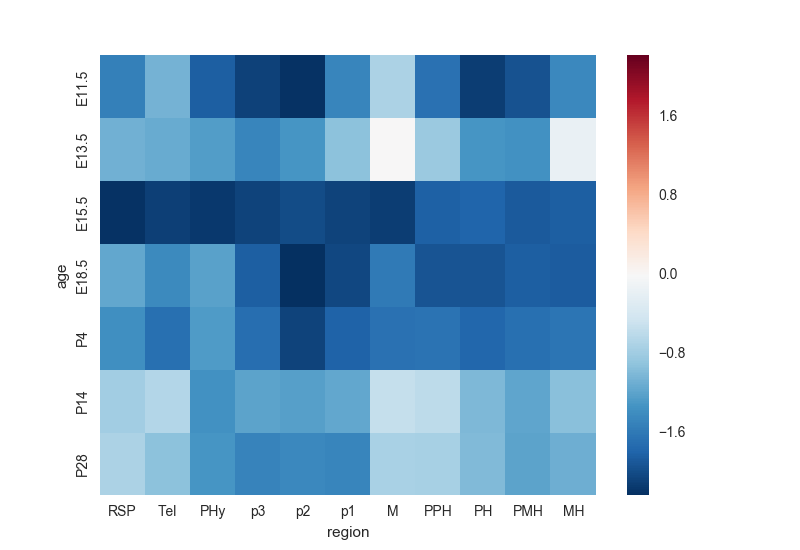 E11.5
E13.5
E15.5
E18.5
P4
P14
P28
age
RSP Tel PHy p3 p2 p1 M PPH PH PMH MH
region
1.6
0.8
0.0
−0.8
−1.6